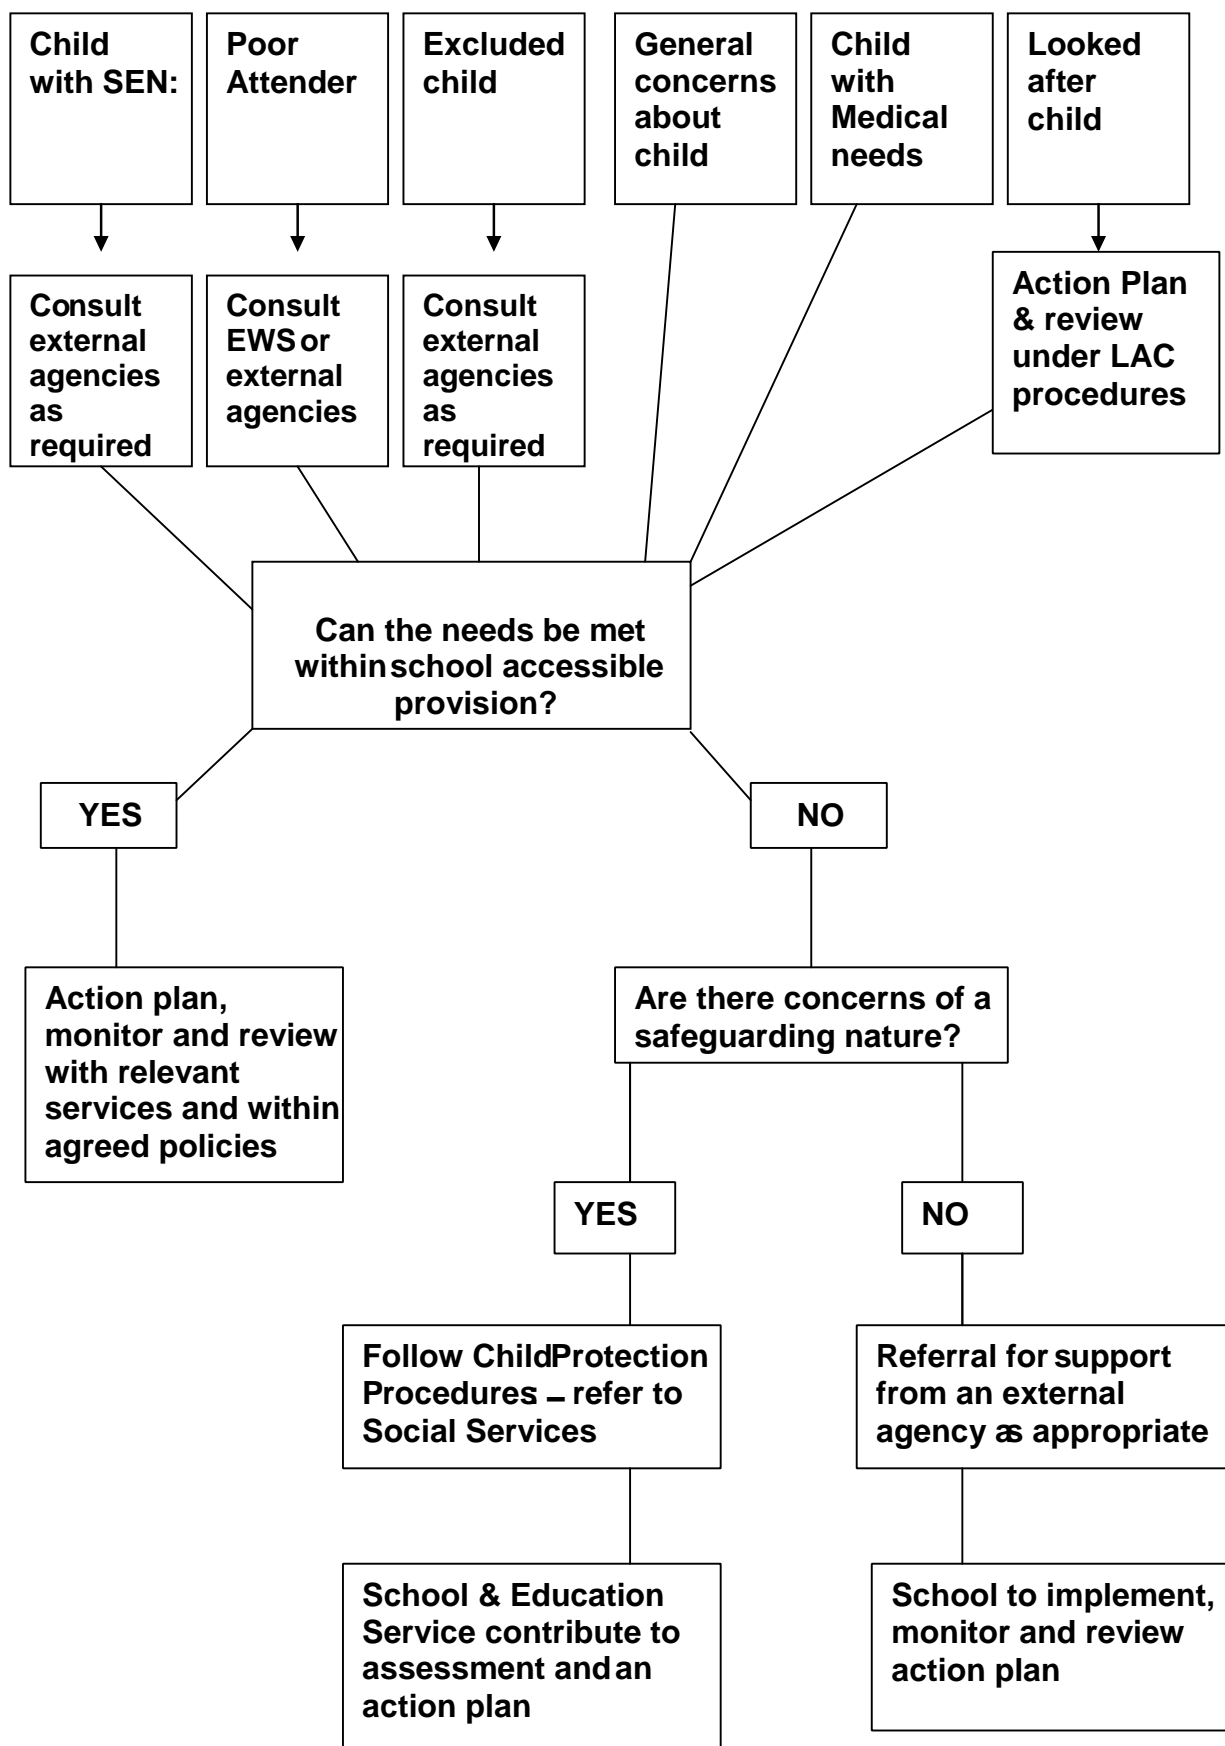 Child
with SEN:
Poor
Attender
Excluded
child
General
concerns
about
child
Child
with
Medical
needs
Looked
after
child
Consult
external
agencies
as
required
Consult
EWS or
external
agencies
Consult
external
agencies
as
required
Action Plan
& review
under LAC
procedures
Can the needs be met
within school accessible
provision?
YES
NO
Action plan,
monitor and review
with relevant
services and within
agreed policies
Are there concerns of a
safeguarding nature?
YES
NO
Follow Child Protection
Procedures – refer to
Social Services
Referral for support
from an external
agency as appropriate
School & Education
Service contribute to
assessment and an
action plan
School to implement,
monitor and review
action plan